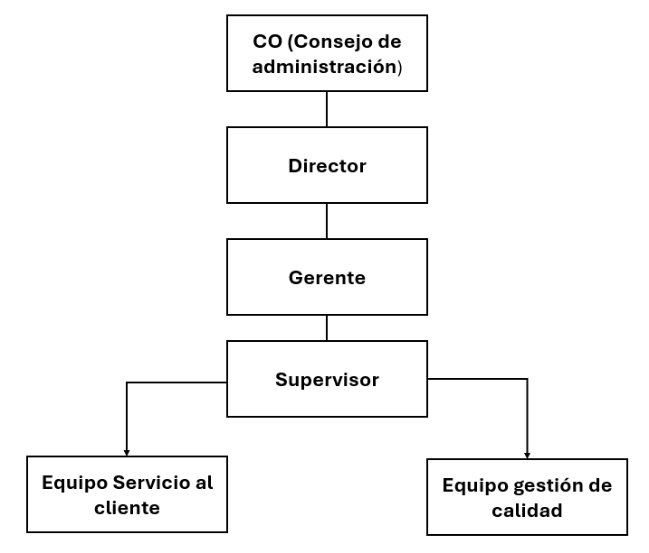 CO (Consejo de
administración)
Director
Gerente
Supervisor
Equipo Servicio al
cliente
Equipo gestión de
calidad